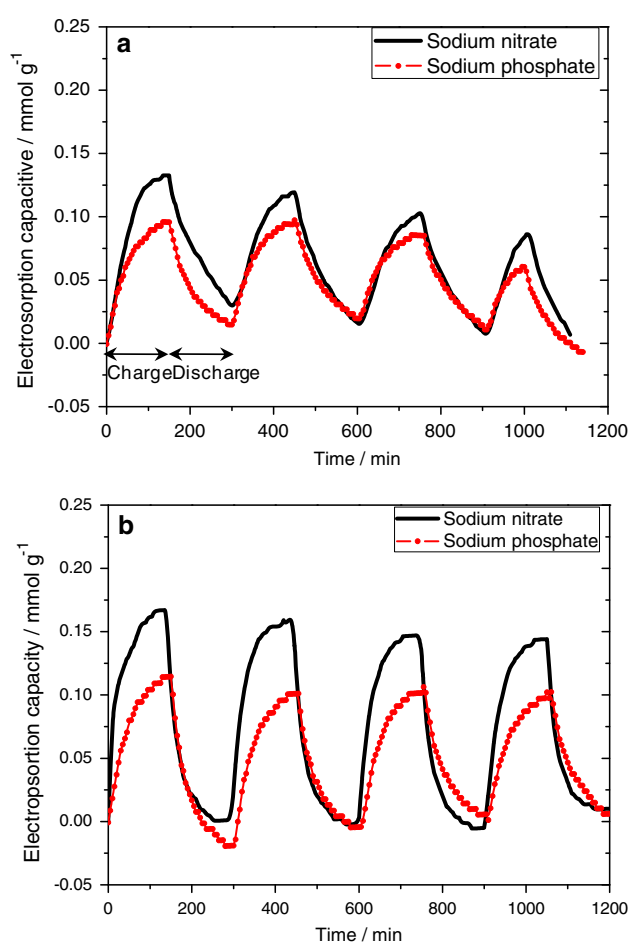 a
Sodium nitrate
Sodium phosphate
Electrosorption capacitive / mmol g-1
0.25
0.20
0.15
0.10
0.05
0.00
-0.05
Charge Discharge
0 200 400 600 800 1000 1200
Time / min
b
Sodium nitrate
Sodium phosphate
Electropsortion capacity / mmol g-1
0.25
0.20
0.15
0.10
0.05
0.00
-0.05
0 200 400 600 800 1000 1200
Time / min